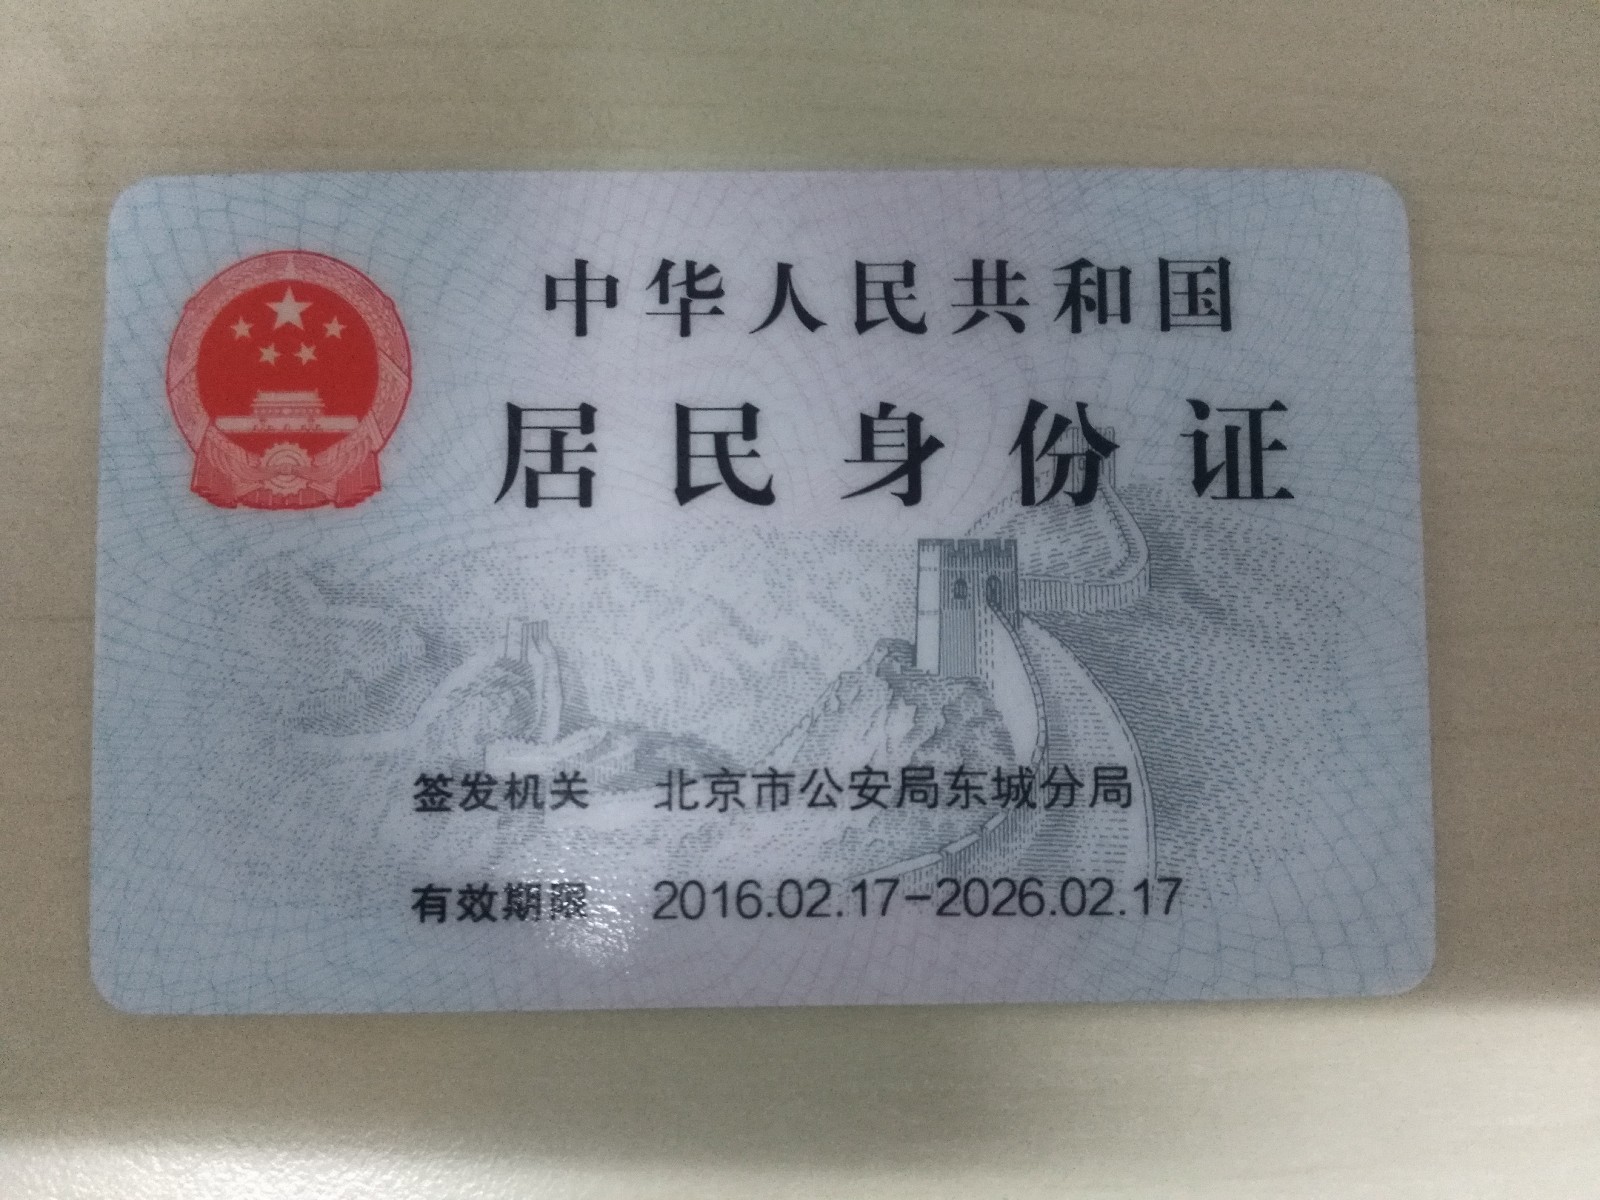 中华人民共和国
居民身份证
签发机关 北京市公安局东城分局
有效期限 2016.02.17-2026.02.17